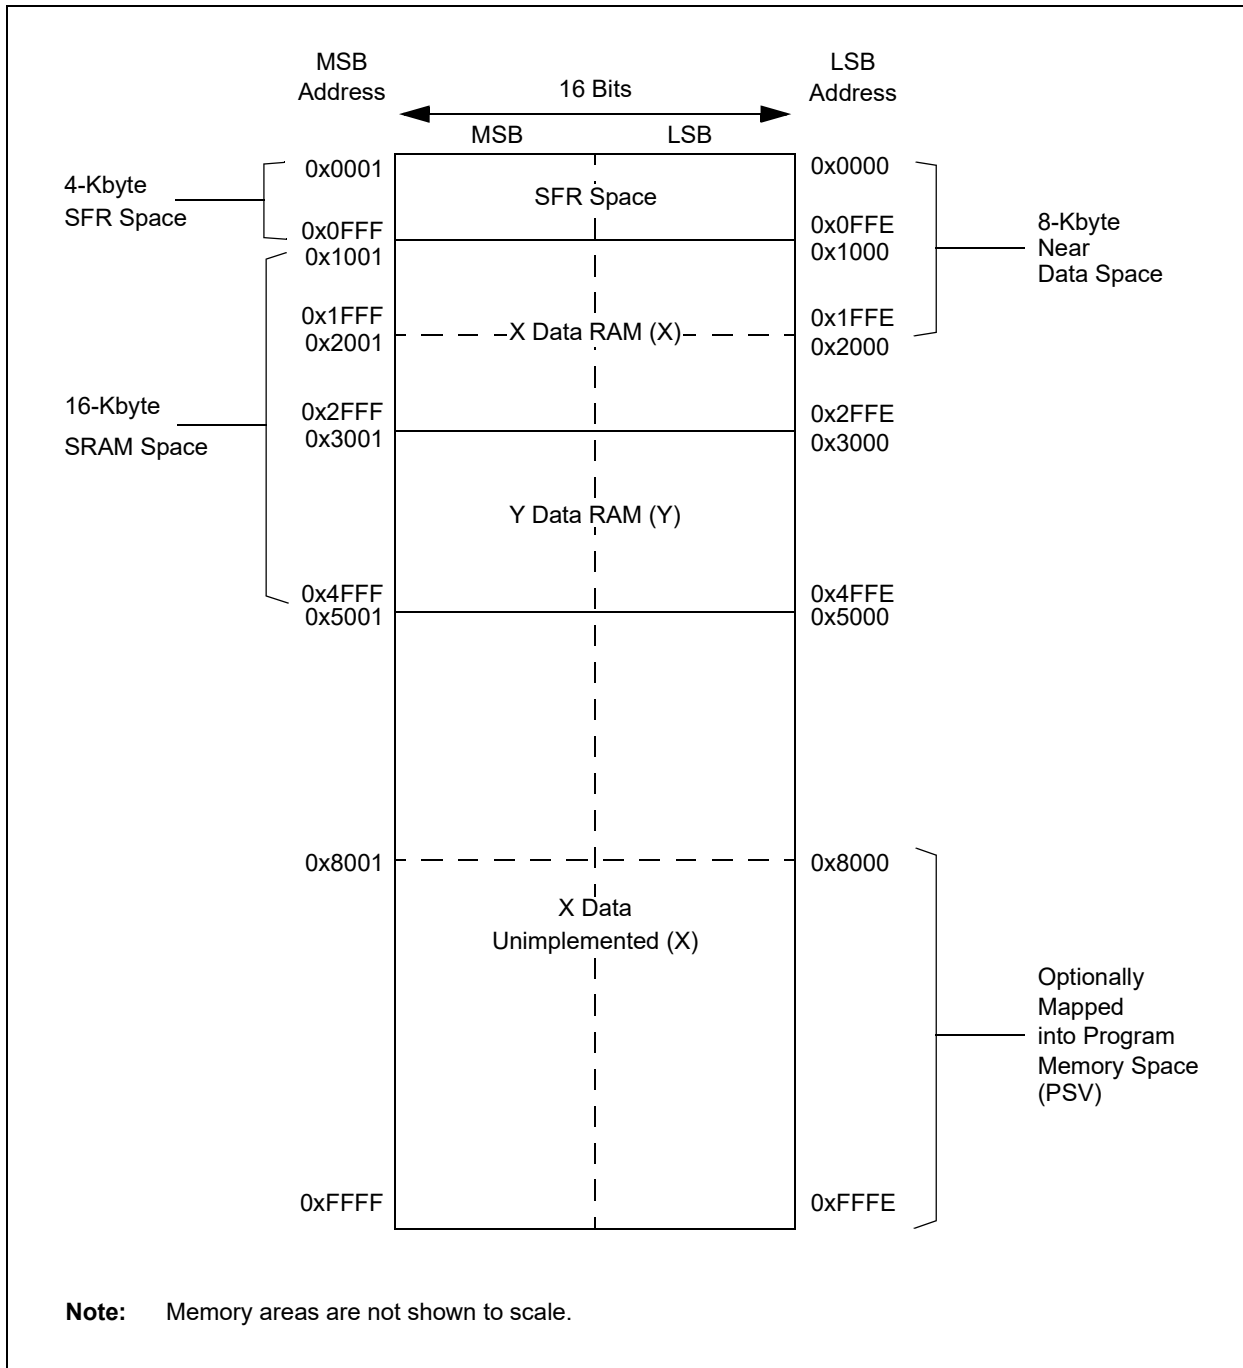 MSB
Address
LSB
Address
16 Bits
MSB
LSB
0x0001
0x0000
4-Kbyte
SFR Space
SFR Space
0x0FFF
0x0FFE
0x1001
0x1000
8-Kbyte
Near
Data Space
0x1FFF
0x1FFE
X Data RAM (X)
0x2001
0x2000
16-Kbyte
SRAM Space
0x2FFF
0x2FFE
0x3001
0x3000
Y Data RAM (Y)
0x4FFF
0x4FFE
0x5001
0x5000
0x8001
0x8000
X Data
Unimplemented (X)
Optionally
Mapped
into Program
Memory Space
(PSV)
0xFFFF
0xFFFE
Note: Memory areas are not shown to scale.